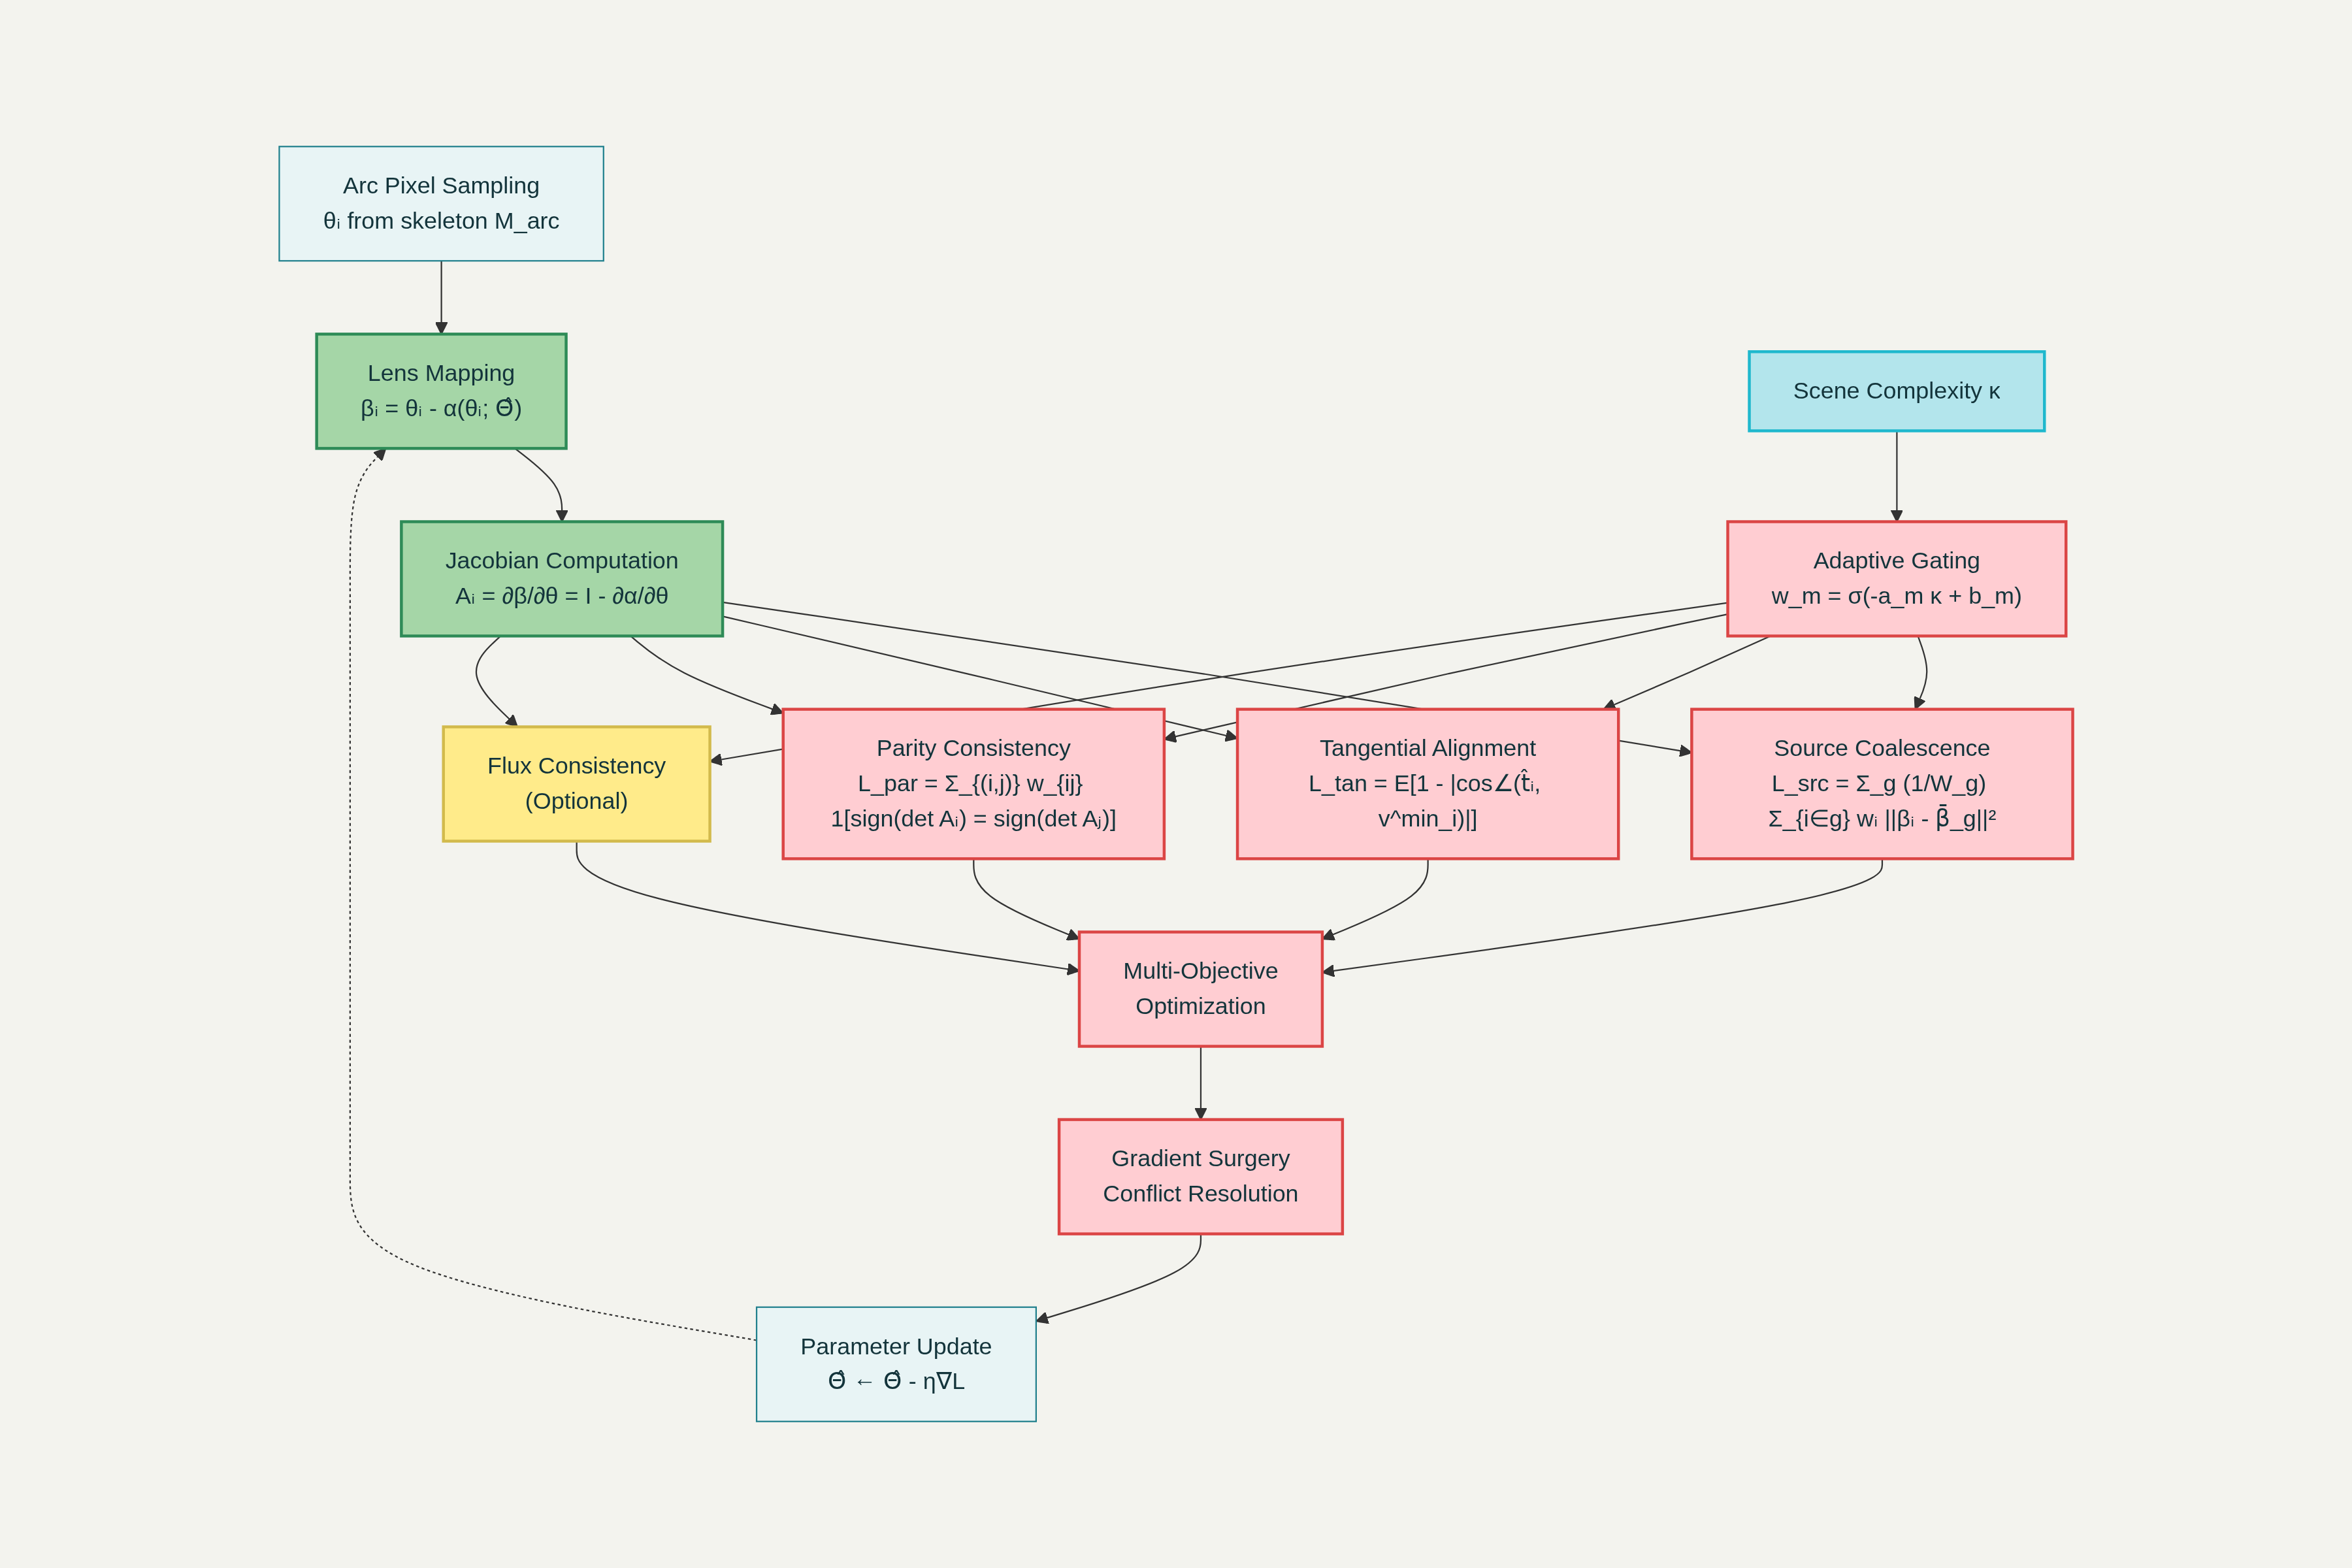 Arc Pixel Sampling
θᵢ from skeleton M_arc
Lens Mapping
βᵢ = θᵢ - α(θᵢ; Θ̂)
Scene Complexity κ
Jacobian Computation
Aᵢ = ∂β/∂θ = I - ∂α/∂θ
Adaptive Gating
w_m = σ(-a_m κ + b_m)
Flux Consistency
(Optional)
Parity Consistency
L_par = Σ_{(i,j)} w_{ij}
1[sign(det Aᵢ) = sign(det Aⱼ)]
Tangential Alignment
L_tan = E[1 - |cos∠(t̂ᵢ,
v^min_i)|]
Source Coalescence
L_src = Σ_g (1/W_g)
Σ_{i∈g} wᵢ ||βᵢ - β̄_g||²
Multi-Objective
Optimization
Gradient Surgery
Conflict Resolution
Parameter Update
Θ̂ ← Θ̂ - η∇L